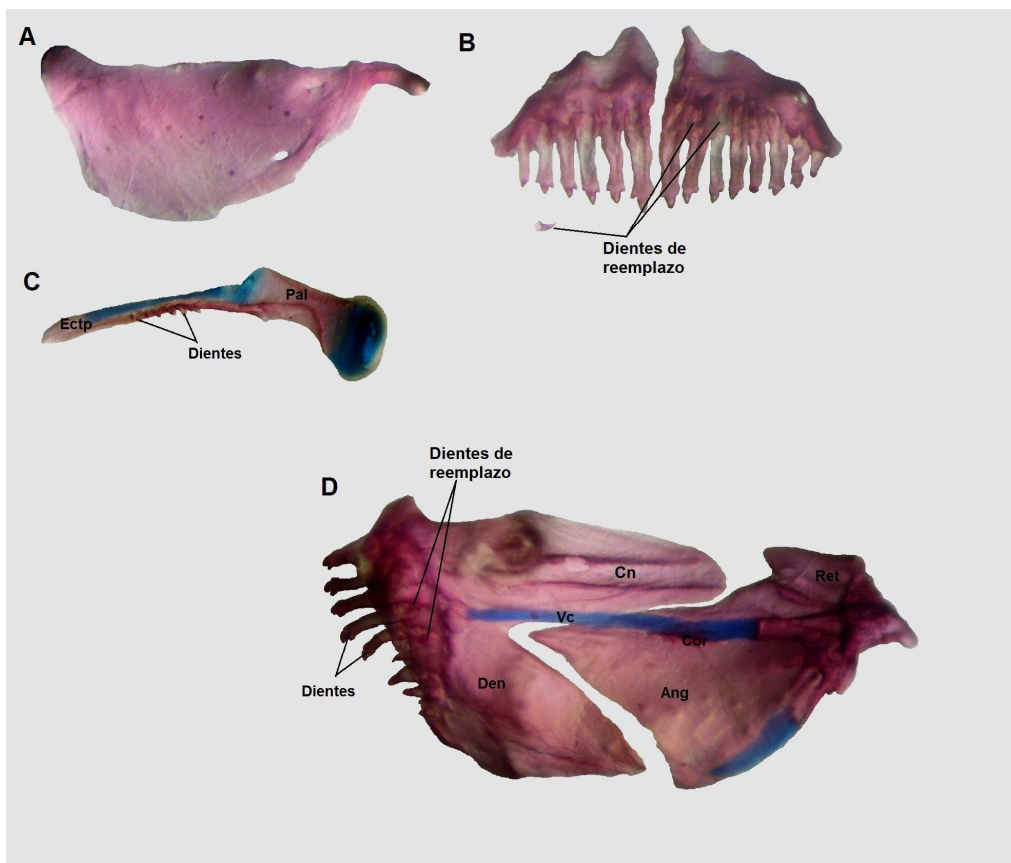 A
B
Dientes de
reemplazo
C
Pal
Ectp
Dientes
Dientes de
reemplazo
D
Cn
Ret
Vc
Cor
Den
Ang
Dientes